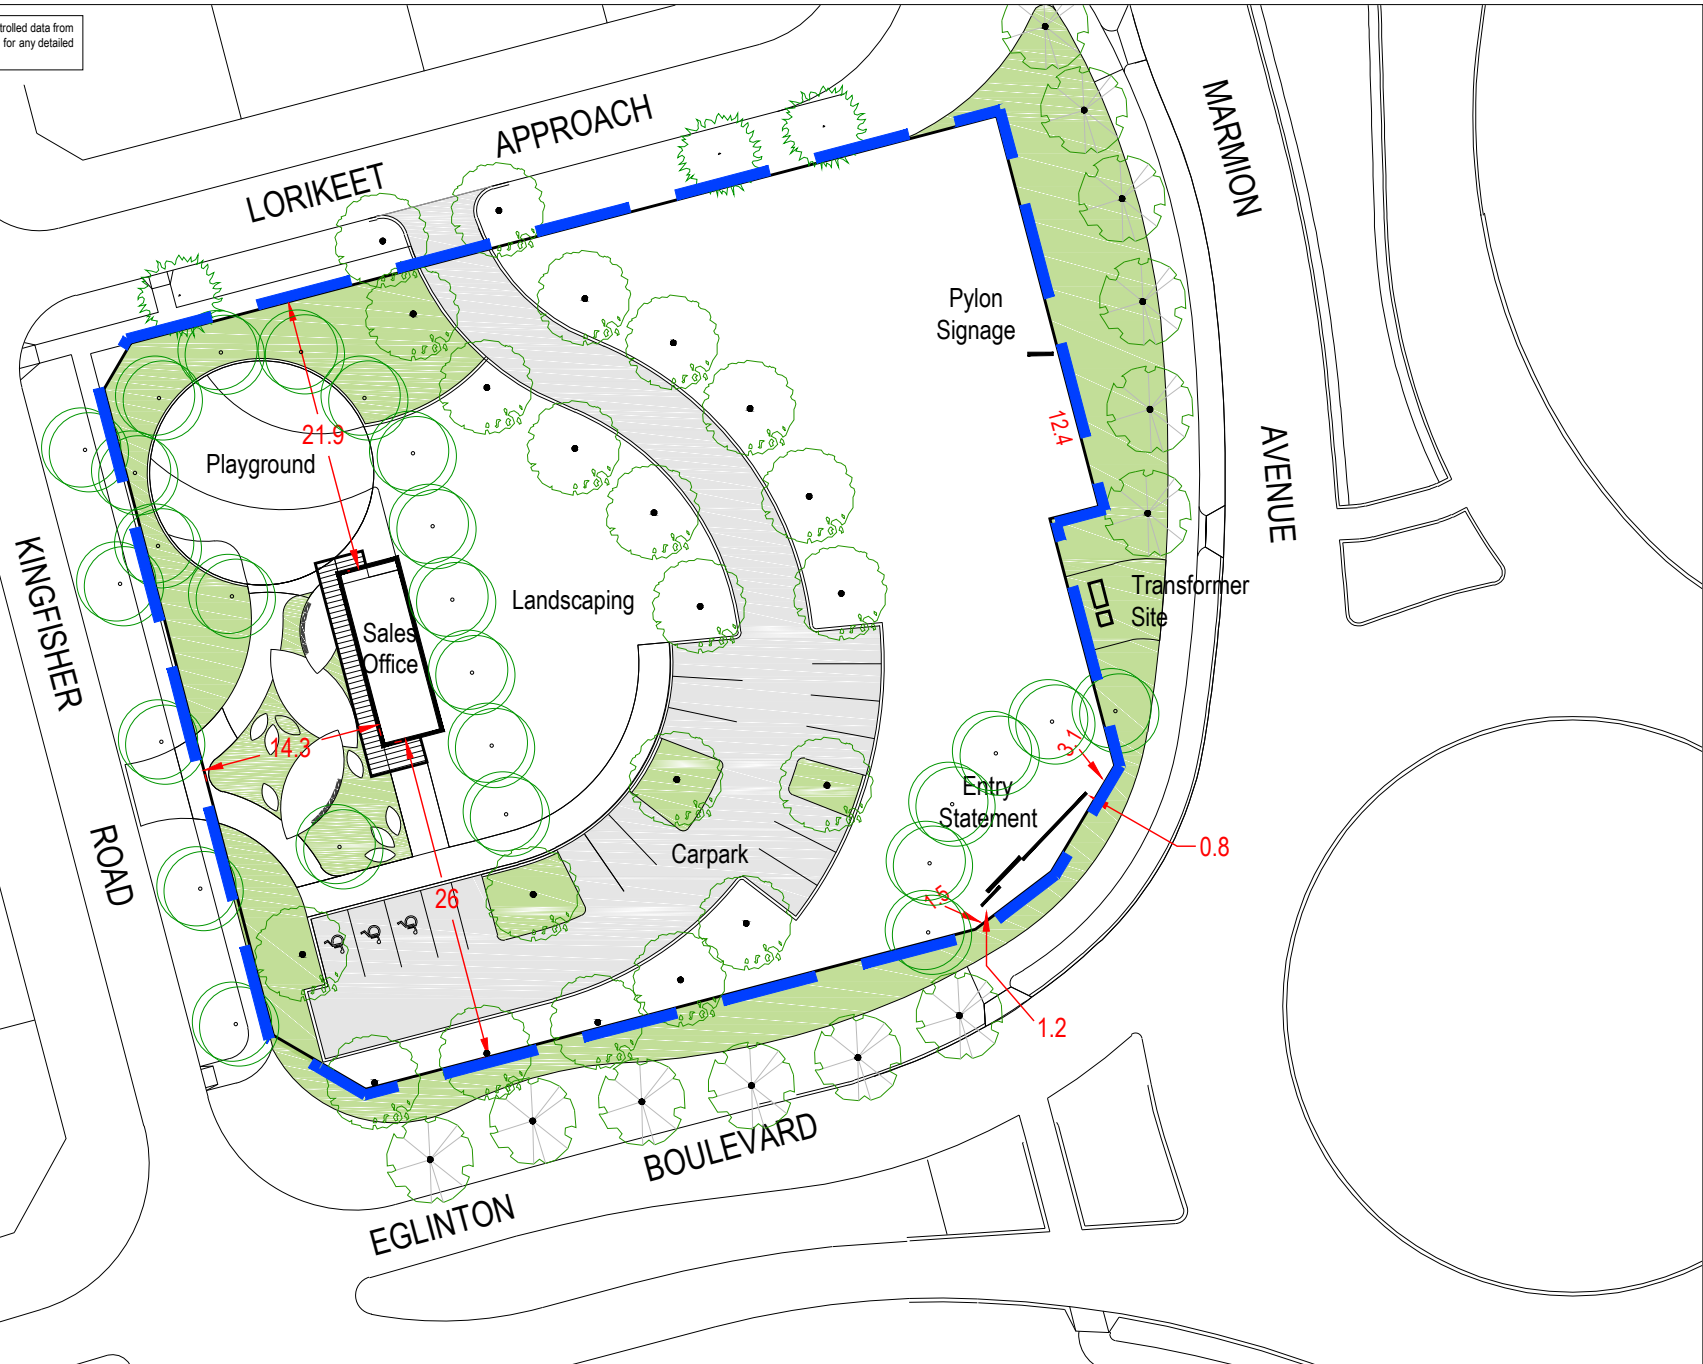 trolled data from
for any detailed
LORIKEET APPROACH
MARMION AVENUE
KINGFISHER ROAD
EGLINTON BOULEVARD
Pylon
Signage
12.4
21.9
Playground
Landscaping
Sales
Office
Transformer
Site
14.3
3.1
Entry
Statement
0.8
Carpark
26
1.5
1.2